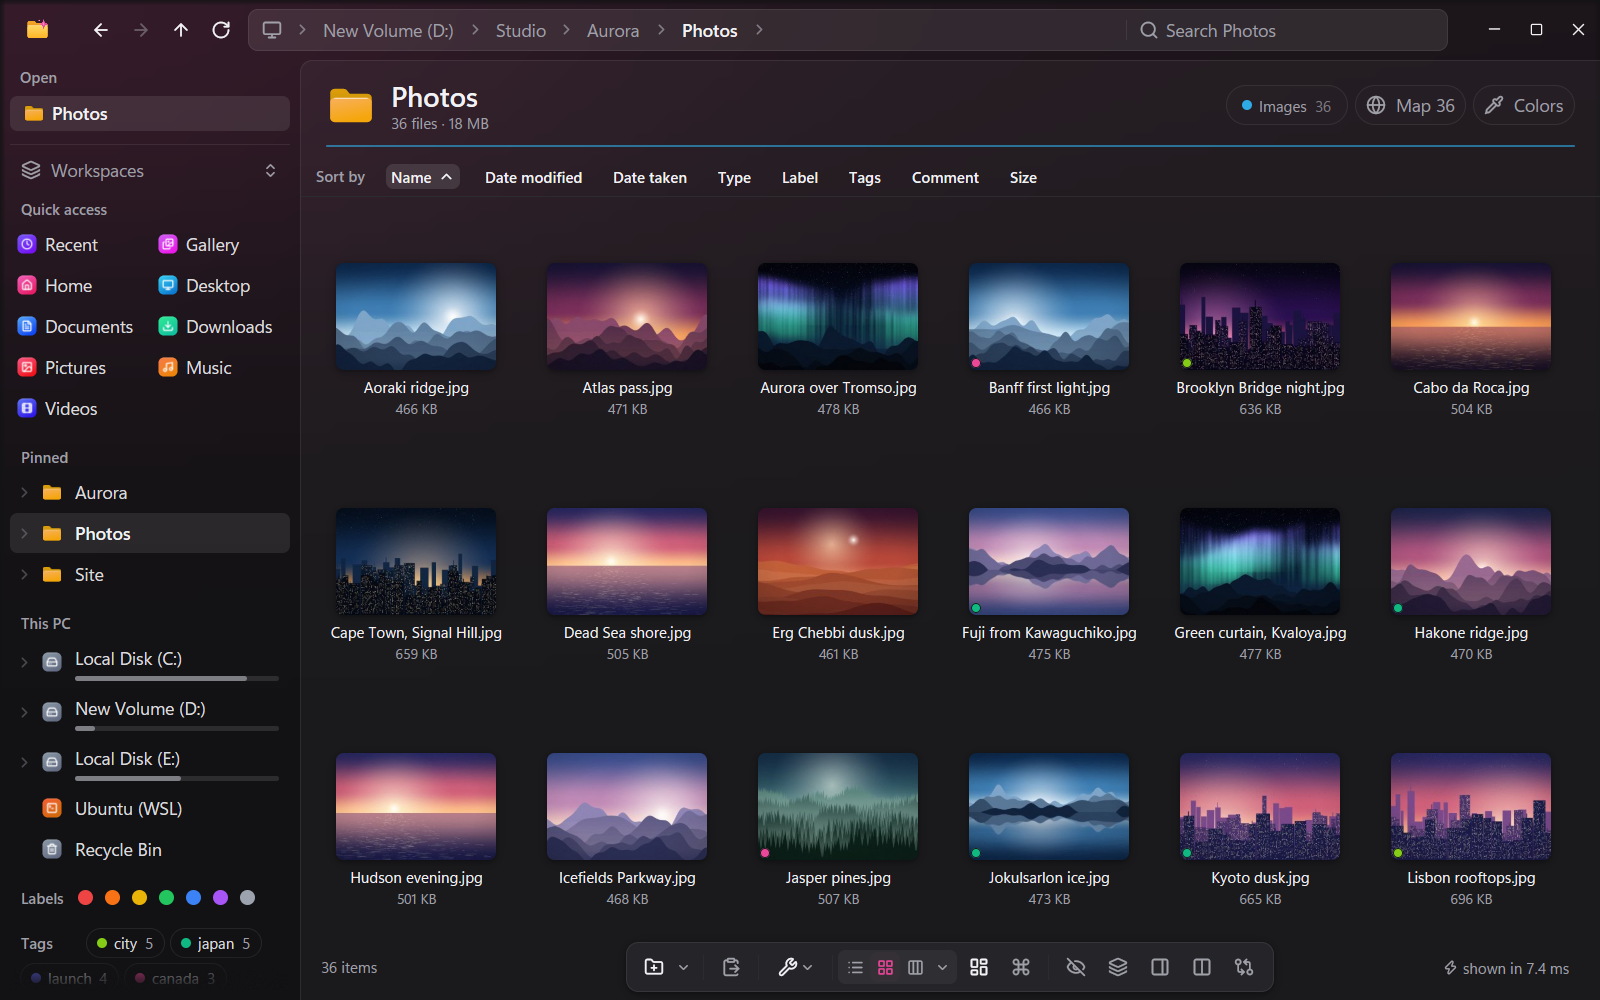 New Volume (D:) Studio Aurora Photos Search Photos
Open
Photos
Workspaces
Quick access
Recent Gallery
Home Desktop
Documents Downloads
Pictures Music
Videos
Pinned
Aurora
Photos
Site
This PC
Local Disk (C:)
New Volume (D:)
Local Disk (E:)
Ubuntu (WSL)
Recycle Bin
Labels
Tags city 5 japan 5
launch 4 canada 3
Photos
36 files · 18 MB
Images 36 Map 36 Colors
Sort by Name Date modified Date taken Type Label Tags Comment Size
Aoraki ridge.jpg Atlas pass.jpg Aurora over Tromso.jpg Banff first light.jpg Brooklyn Bridge night.jpg Cabo da Roca.jpg
466 KB 471 KB 478 KB 466 KB 636 KB 504 KB
Cape Town, Signal Hill.jpg Dead Sea shore.jpg Erg Chebbi dusk.jpg Fuji from Kawaguchiko.jpg Green curtain, Kvaloya.jpg Hakone ridge.jpg
659 KB 505 KB 461 KB 475 KB 477 KB 470 KB
Hudson evening.jpg Icefields Parkway.jpg Jasper pines.jpg Jokulsarlon ice.jpg Kyoto dusk.jpg Lisbon rooftops.jpg
501 KB 468 KB 507 KB 473 KB 665 KB 696 KB
36 items shown in 7.4 ms